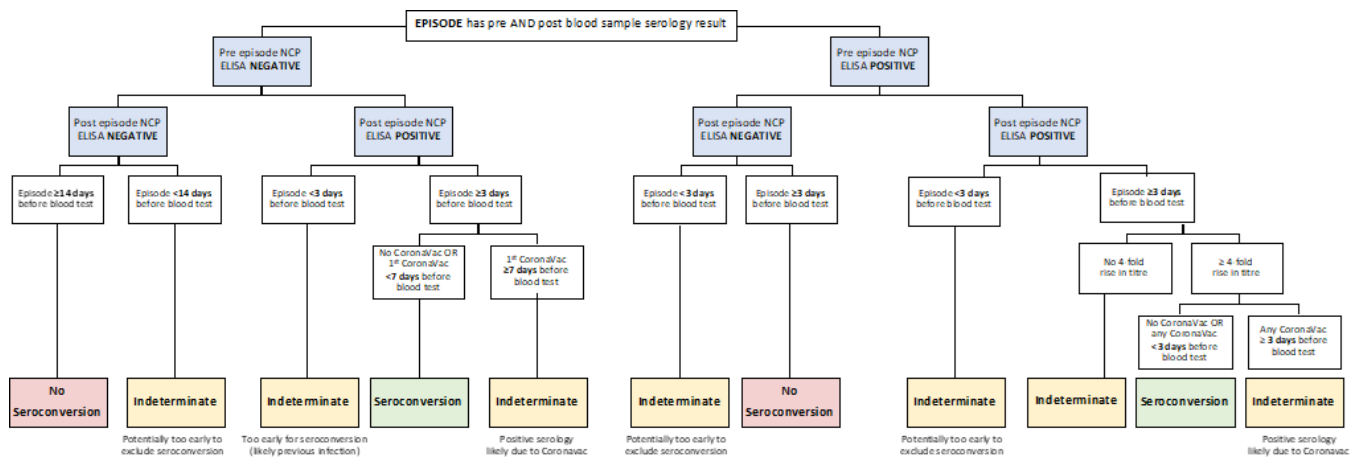 EPISODE has pre AND post blood sample serology result
Pre episode NCP
ELISA NEGATIVE
Pre episode NCP
ELISA POSITIVE
Post episode NCP
ELISA NEGATIVE
Post episode NCP
ELISA POSITIVE
Post episode NCP
ELISA NEGATIVE
Post episode NCP
ELISA POSITIVE
Episode ≥14 days
before blood test
Episode <14 days
before blood test
Episode <3 days
before blood test
Episode ≥3 days
before blood test
Episode <3 days
before blood test
Episode ≥3 days
before blood test
Episode <3 days
before blood test
Episode ≥3 days
before blood test
No CoronaVac OR
1st CoronaVac
<7 days before
blood test
1st CoronaVac
≥7 days before
blood test
No 4-fold
rise in titre
≥ 4-fold
rise in titre
No CoronaVac OR
any CoronaVac
<3 days before
blood test
Any CoronaVac
≥ 3 days before
blood test
No
Seroconversion
Indeterminate
Indeterminate
Seroconversion
Indeterminate
Indeterminate
No
Seroconversion
Indeterminate
Indeterminate
Seroconversion
Indeterminate
Potentially too early to
exclude seroconversion
Too early for seroconversion
(likely previous infection)
Positive serology
likely due to Coronavac
Potentially too early to
exclude seroconversion
Potentially too early to
exclude seroconversion
Positive serology
likely due to Coronavac